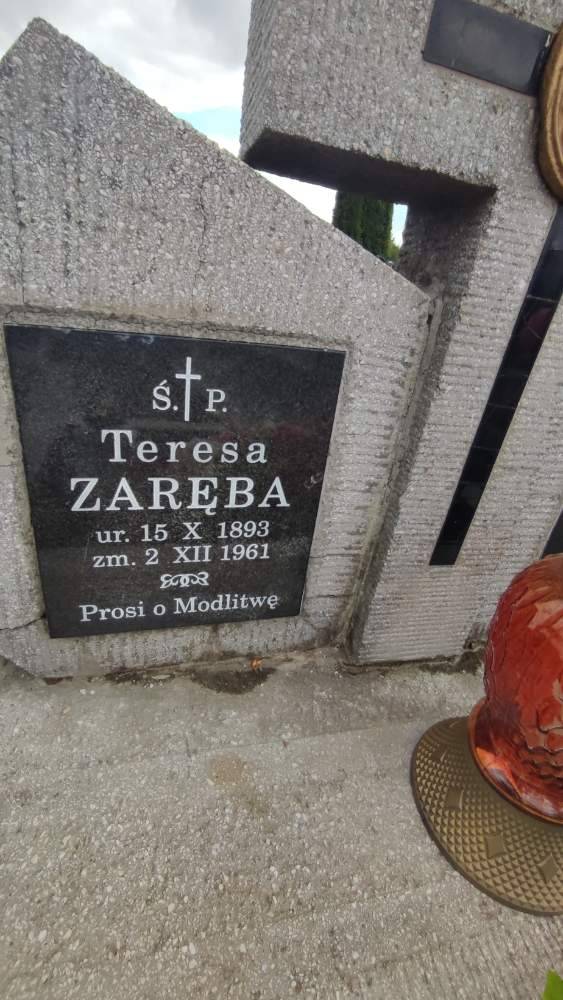 Ś.P.
Teresa
ZARĘBA
ur. 15 X 1893
zm. 2 XII 1961
Prosi o Modlitwę